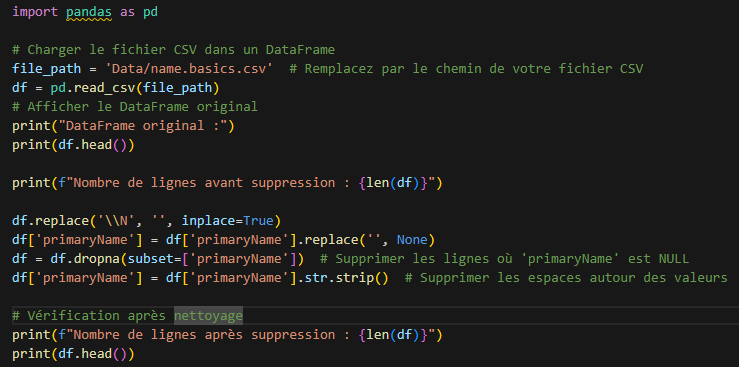 import pandas as pd
# Charger le fichier CSV dans un DataFrame
file_path = 'Data/name.basics.csv'  # Remplacez par le chemin de votre fichier CSV
df = pd.read_csv(file_path)
# Afficher le DataFrame original
print("DataFrame original :")
print(df.head())
print(f"Nombre de lignes avant suppression : {len(df)}")
df.replace('\\N', '', inplace=True)
df['primaryName'] = df['primaryName'].replace('', None)
df = df.dropna(subset=['primaryName'])  # Supprimer les lignes où 'primaryName' est NULL
df['primaryName'] = df['primaryName'].str.strip()  # Supprimer les espaces autour des valeurs
# Vérification après nettoyage
print(f"Nombre de lignes après suppression : {len(df)}")
print(df.head())